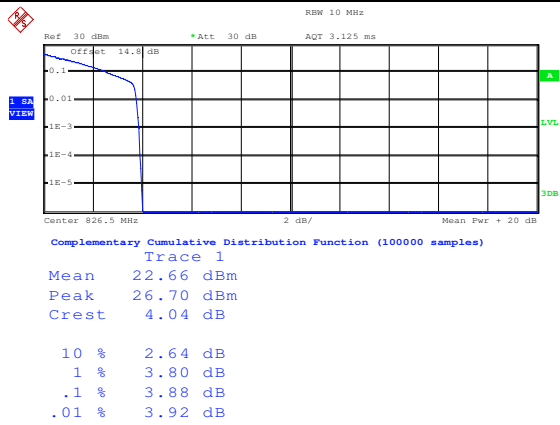 RBW 10 MHz
Ref 30 dBm *Att 30 dB AQT 3.125 ms
Offset 14.8 dB
0.1
A
0.01
1 SA
VIEW
1E-3
LVL
1E-4
1E-5
3DB
Center 826.5 MHz 2 dB/ Mean Pwr + 20 dB
Complementary Cumulative Distribution Function (100000 samples)
Trace 1
Mean 22.66 dBm
Peak 26.70 dBm
Crest 4.04 dB
10 % 2.64 dB
1 % 3.80 dB
.1 % 3.88 dB
.01 % 3.92 dB